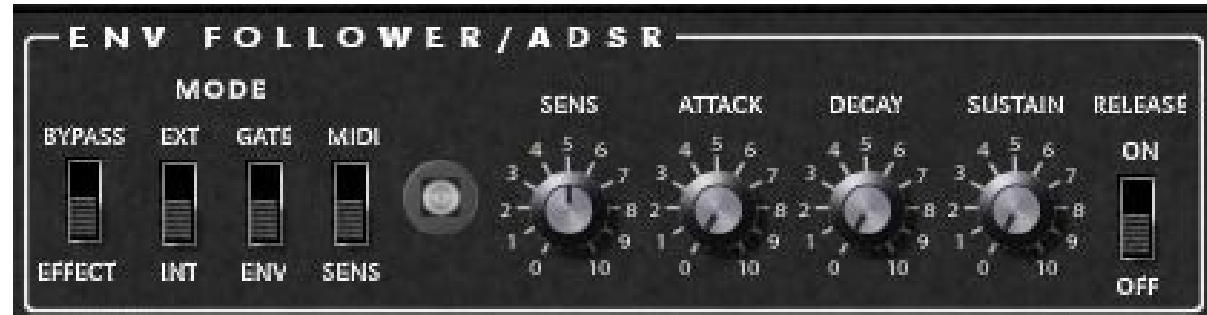 ENV FOLLOWER/ADSR
MODE
SENS ATTACK DECAY SUSTAIN RELEASE
BYPASS EXT GATE MIDI
ON
0 1 2 3 4 5 6 7 8 9 10
0 1 2 3 4 5 6 7 8 9 10
0 1 2 3 4 5 6 7 8 9 10
0 1 2 3 4 5 6 7 8 9 10
EFFECT INT ENV SENS
OFF